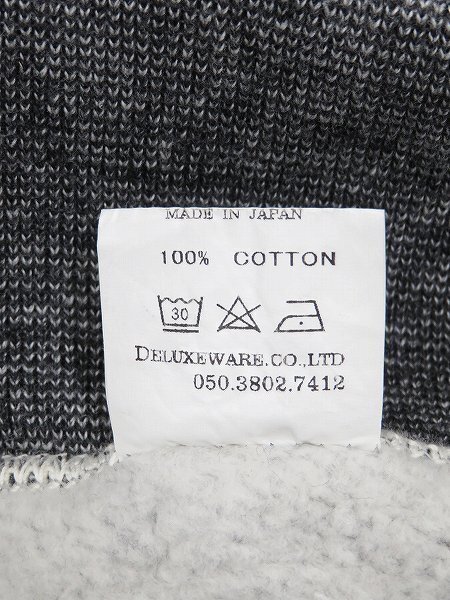 MADE IN JAPAN
100% COTTON
30
DELUXEWARE.CO.,LTD
050.3802.7412